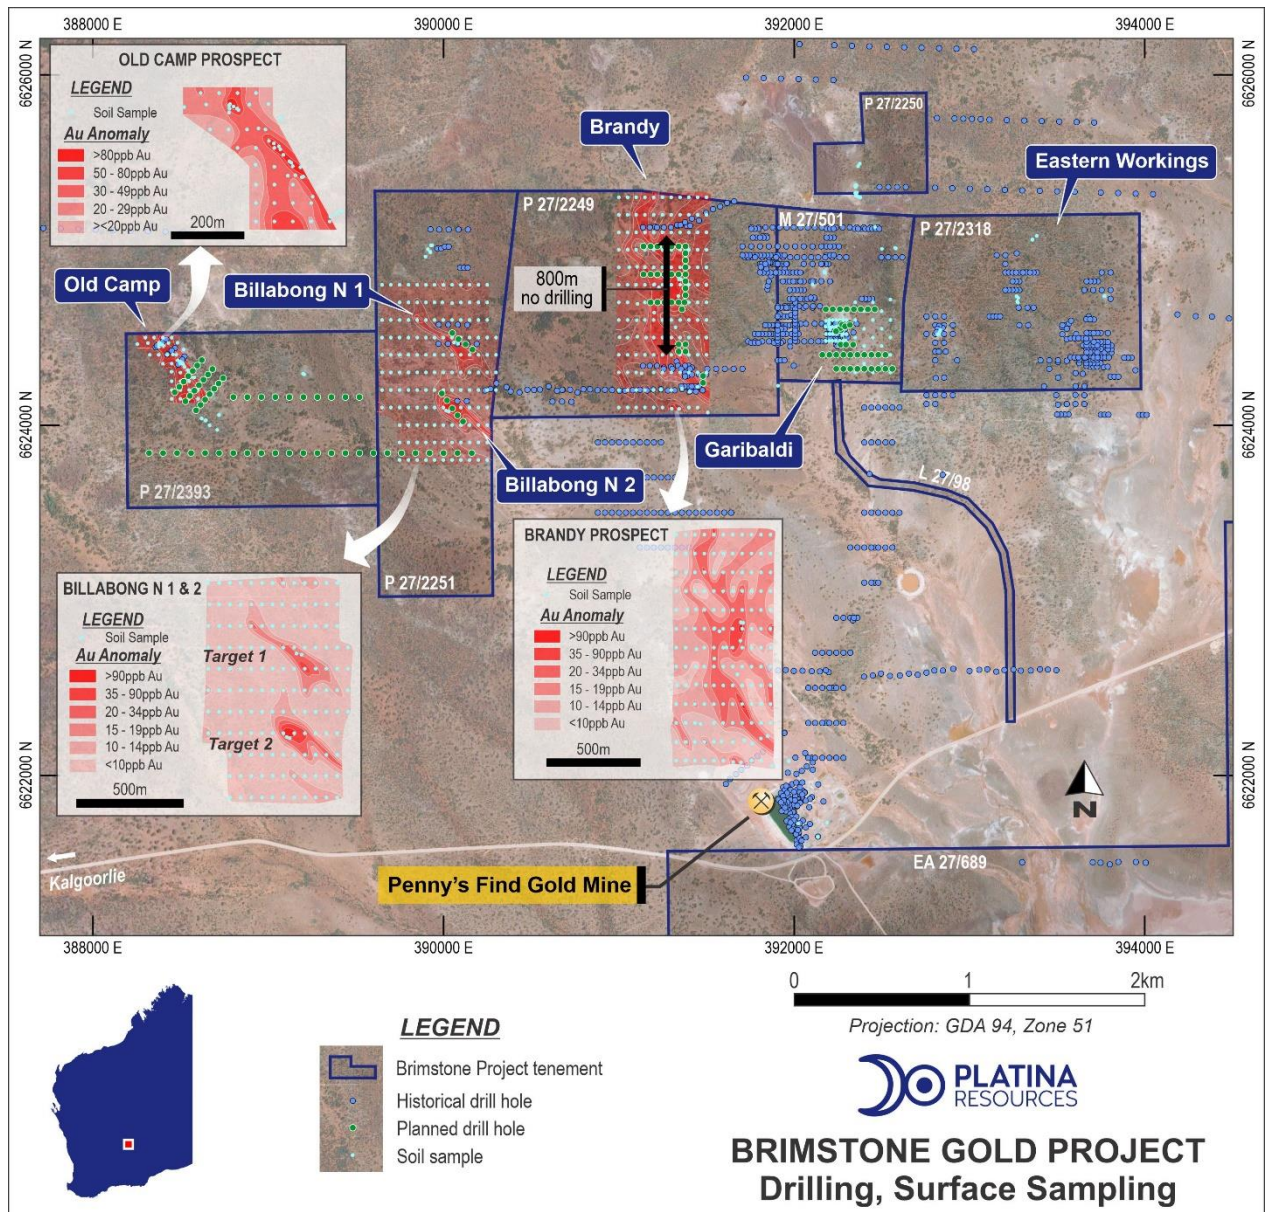 388000 E
390000 E
392000 E
394000 E
6626000 N
6626000 N
OLD CAMP PROSPECT
LEGEND
Soil Sample
Au Anomaly
>80ppb Au
50 - 80ppb Au
30 - 49ppb Au
20 - 29ppb Au
><20ppb Au
200m
Brandy
P 27/2250
Eastern Workings
P 27/2249
M 27/501
P 27/2318
Old Camp
Billabong N 1
800m
no drilling
6624000 N
6624000 N
Garibaldi
Billabong N 2
P 27/2393
L 27/98
P 27/2251
BRANDY PROSPECT
LEGEND
Soil Sample
Au Anomaly
>90ppb Au
35 - 90ppb Au
20 - 34ppb Au
15 - 19ppb Au
10 - 14ppb Au
<10ppb Au
500m
BILLABONG N 1 & 2
LEGEND
Soil Sample
Au Anomaly
>90ppb Au
35 - 90ppb Au
20 - 34ppb Au
15 - 19ppb Au
10 - 14ppb Au
<10ppb Au
500m
Target 1
Target 2
6622000 N
6622000 N
N
Kalgoorlie
Penny's Find Gold Mine
EA 27/689
388000 E
390000 E
392000 E
394000 E
0 1 2km
Projection: GDA 94, Zone 51
LEGEND
Brimstone Project tenement
Historical drill hole
Planned drill hole
Soil sample
PLATINA
RESOURCES
BRIMSTONE GOLD PROJECT
Drilling, Surface Sampling